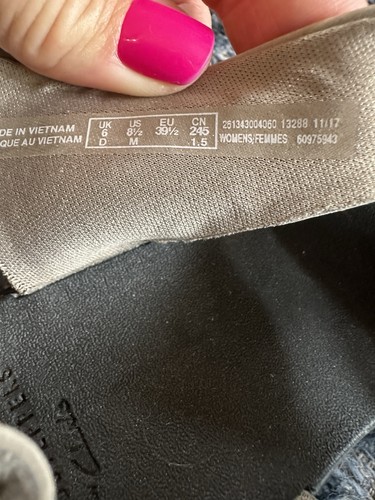 DE IN VIETNAM
QUE AU VIETNAM
UK US EU CN
6 8½ 39½ 245
D M 1.5
261343004060 13288 11/17
WOMENS/FEMMES 60975943